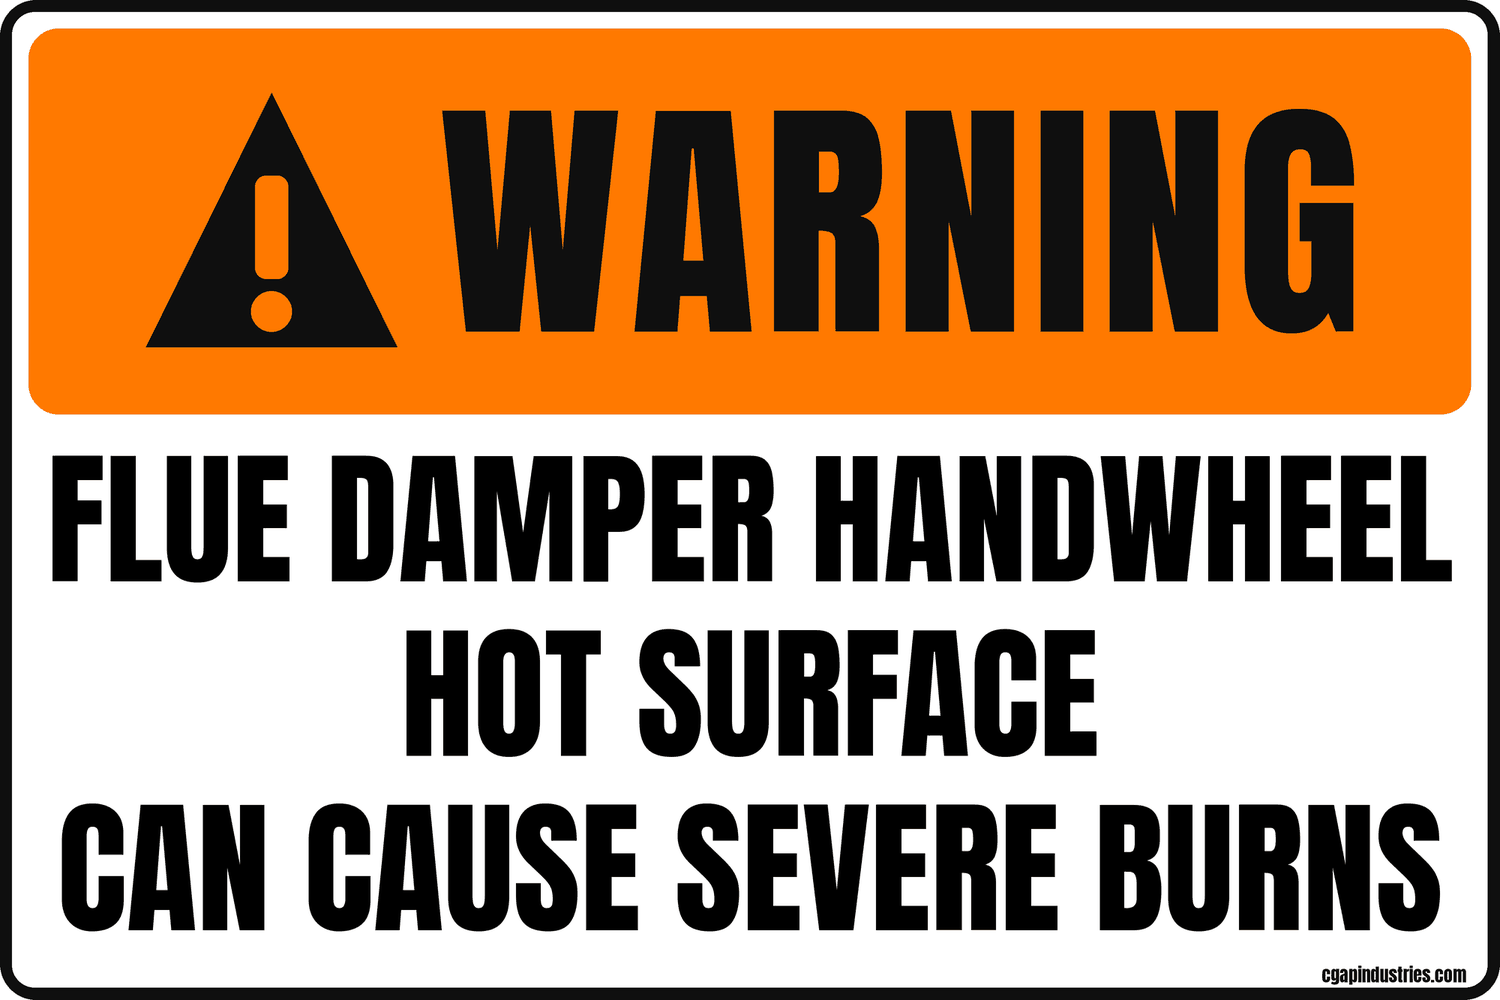 WARNING
FLUE DAMPER HANDWHEEL
HOT SURFACE
CAN CAUSE SEVERE BURNS
cgapindustries.com